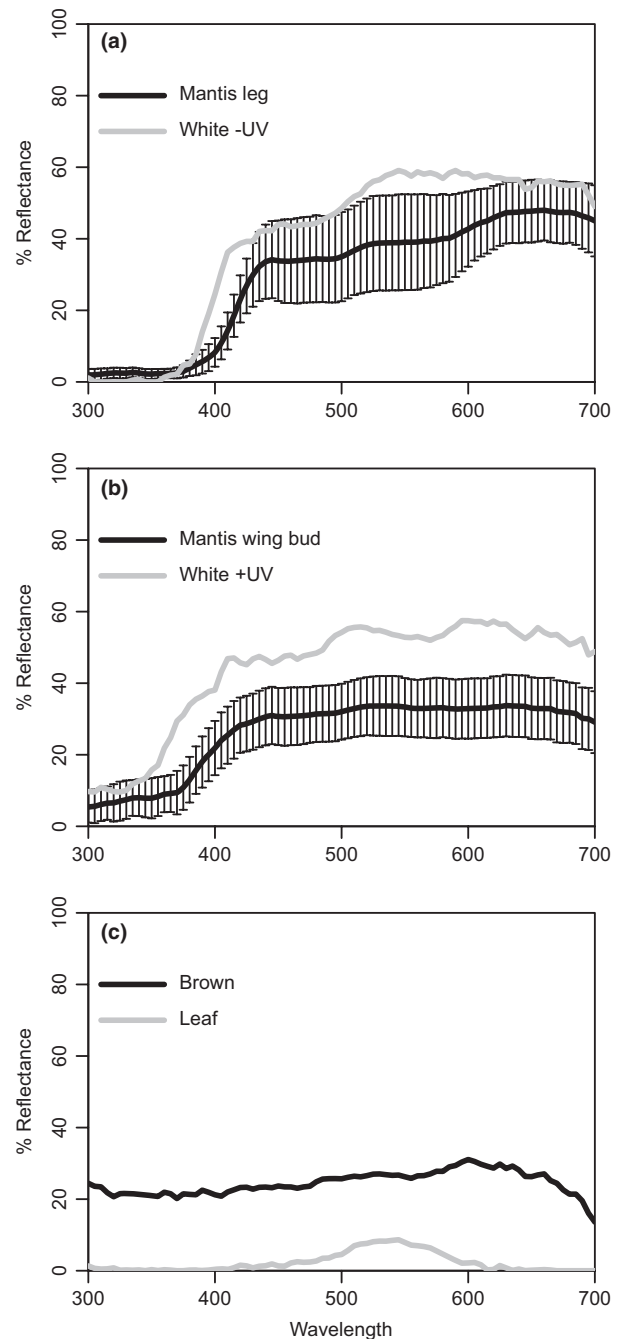 (a)
Mantis leg
White -UV
% Reflectance
100
80
60
40
20
0
300 400 500 600 700
(b)
Mantis wing bud
White +UV
% Reflectance
100
80
60
40
20
0
300 400 500 600 700
(c)
Brown
Leaf
% Reflectance
100
80
60
40
20
0
300 400 500 600 700
Wavelength